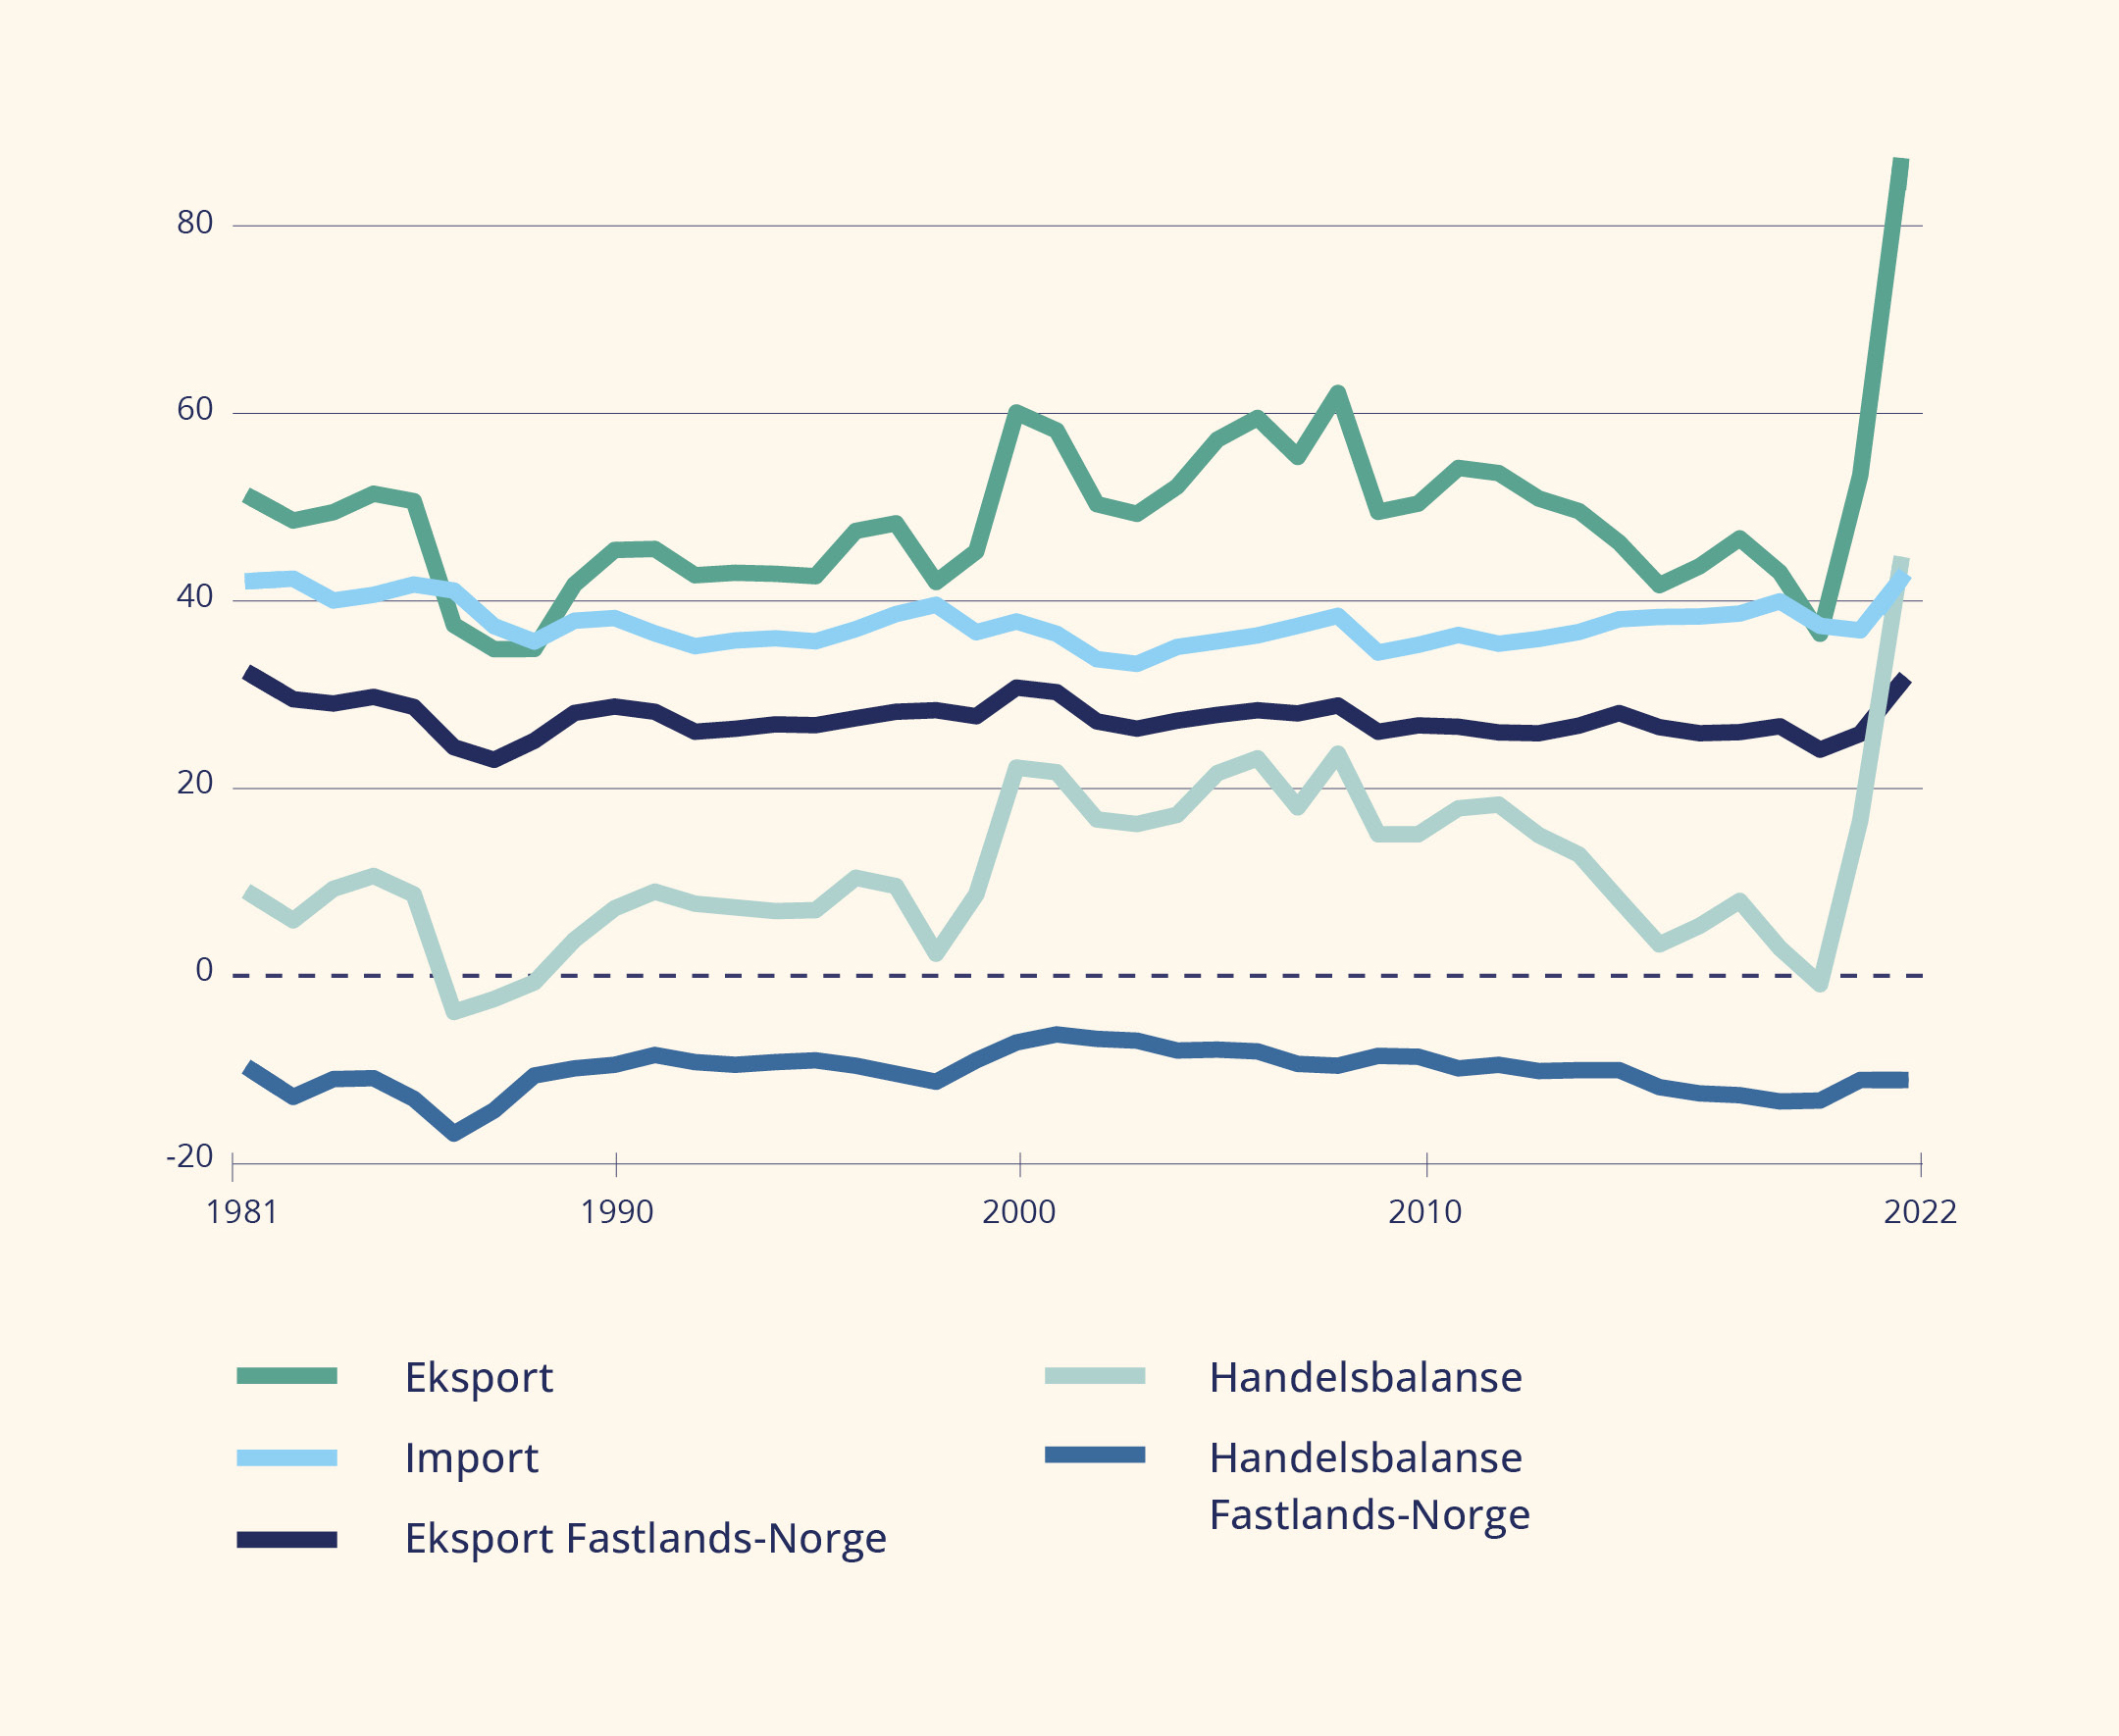 80
60
40
20
0
-20
1981 1990 2000 2010 2022
Eksport
Import
Eksport Fastlands-Norge
Handelsbalanse
Handelsbalanse
Fastlands-Norge